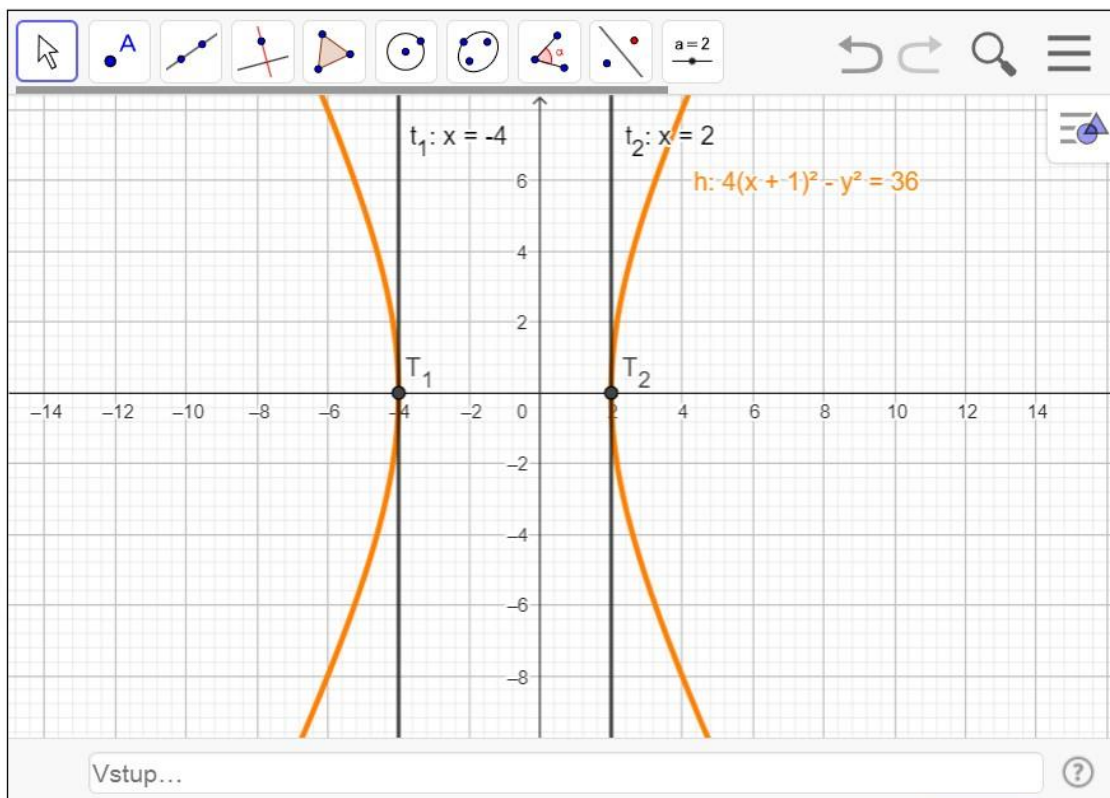 A
α
a = 2
t₁: x = -4
t₂: x = 2
h: 4(x + 1)² - y² = 36
6
4
2
T₁
T₂
–14 –12 –10 –8 –6 –4 –2 0 2 4 6 8 10 12 14
–2
–4
–6
–8
Vstup…
?